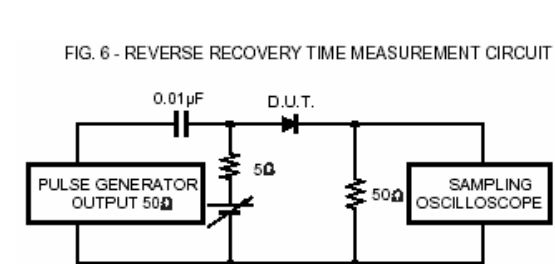 FIG. 6 - REVERSE RECOVERY TIME MEASUREMENT CIRCUIT
0.01µF
D.U.T.
5Ω
PULSE GENERATOR
OUTPUT 50Ω
50Ω
SAMPLING
OSCILLOSCOPE